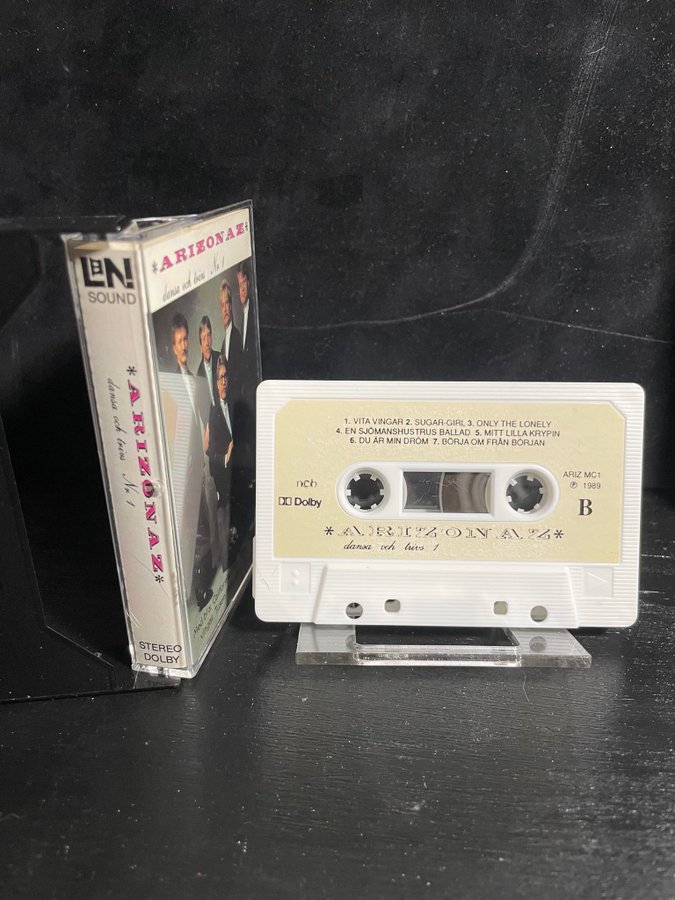 LEN!
SOUND
*ARIZONAZ*
dansa och trivs Nr. 1
STEREO
DOLBY
*ARIZONAZ*
dansa och trivs Nr. 1
1. VITA VINGAR 2. SUGAR-GIRL 3. ONLY THE LONELY
4. EN SJÖMANSHUSTRUS BALLAD 5. MITT LILLA KRYPIN
6. DU ÄR MIN DRÖM 7. BÖRJA OM FRÅN BÖRJAN
ncb
Dolby
ARIZ MC1
℗ 1989
B
*ARIZONAZ*
dansa och trivs 1